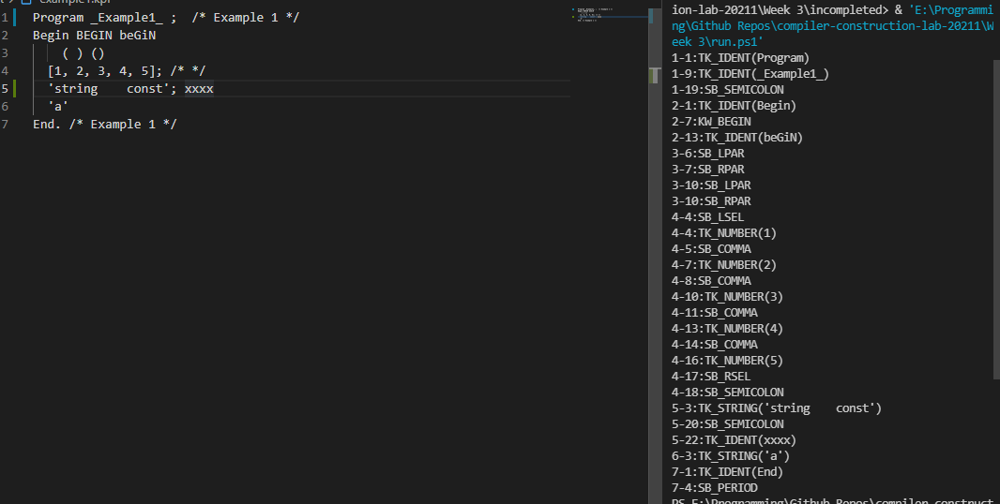 Example1.kpl
1 Program _Example1_ ;  /* Example 1 */
2 Begin BEGIN beGiN
3     ( ) ()
4   [1, 2, 3, 4, 5]; /* */
5   'string    const'; xxxx
6   'a'
7 End. /* Example 1 */
ion-lab-20211\Week 3\incompleted> & 'E:\Programmi
ng\Github Repos\compiler-construction-lab-20211\W
eek 3\run.ps1'
1-1:TK_IDENT(Program)
1-9:TK_IDENT(_Example1_)
1-19:SB_SEMICOLON
2-1:TK_IDENT(Begin)
2-7:KW_BEGIN
2-13:TK_IDENT(beGiN)
3-6:SB_LPAR
3-7:SB_RPAR
3-10:SB_LPAR
3-10:SB_RPAR
4-4:SB_LSEL
4-4:TK_NUMBER(1)
4-5:SB_COMMA
4-7:TK_NUMBER(2)
4-8:SB_COMMA
4-10:TK_NUMBER(3)
4-11:SB_COMMA
4-13:TK_NUMBER(4)
4-14:SB_COMMA
4-16:TK_NUMBER(5)
4-17:SB_RSEL
4-18:SB_SEMICOLON
5-3:TK_STRING('string    const')
5-20:SB_SEMICOLON
5-22:TK_IDENT(xxxx)
6-3:TK_STRING('a')
7-1:TK_IDENT(End)
7-4:SB_PERIOD
PS E:\Programming\Github Repos\compiler-construct